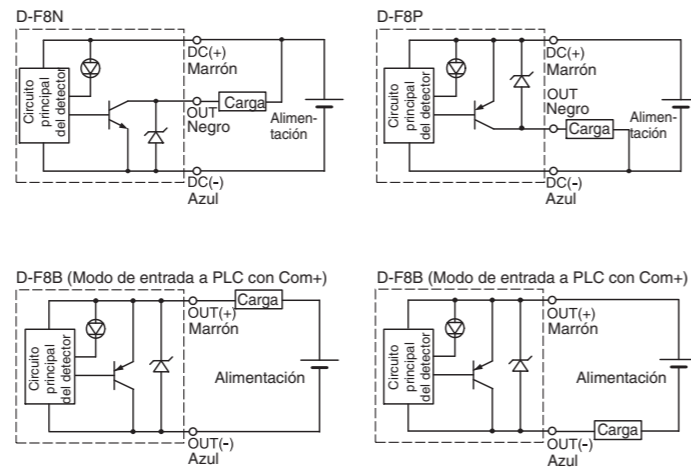 D-F8N
Circuito
principal
del detector
DC(+)
Marrón
OUT
Negro
Carga
Alimen-
tación
DC(-)
Azul
D-F8P
Circuito
principal
del detector
DC(+)
Marrón
OUT
Negro
Carga
Alimen-
tación
DC(-)
Azul
D-F8B (Modo de entrada a PLC con Com+)
Circuito
principal
del detector
Carga
OUT(+)
Marrón
Alimentación
OUT(-)
Azul
D-F8B (Modo de entrada a PLC con Com+)
Circuito
principal
del detector
OUT(+)
Marrón
Alimentación
Carga
OUT(-)
Azul